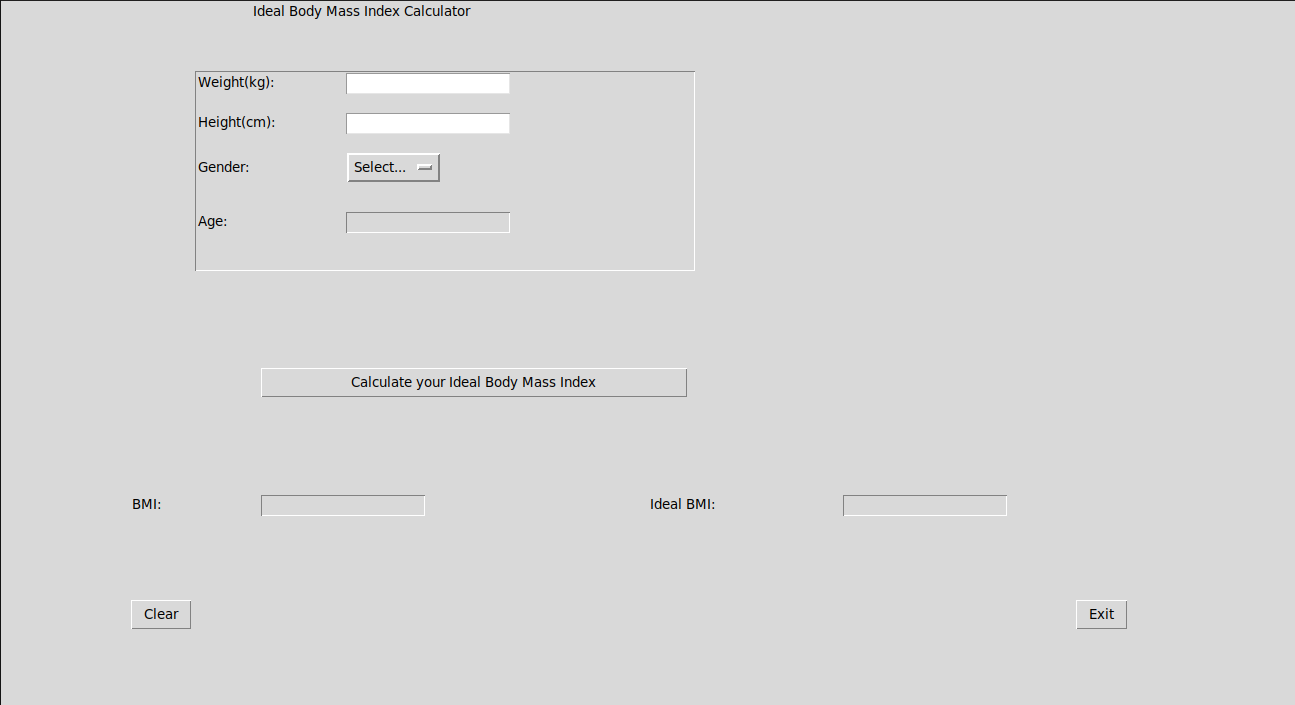 Ideal Body Mass Index Calculator
Weight(kg):
Height(cm):
Gender: Select...
Age:
Calculate your Ideal Body Mass Index
BMI: Ideal BMI:
Clear Exit